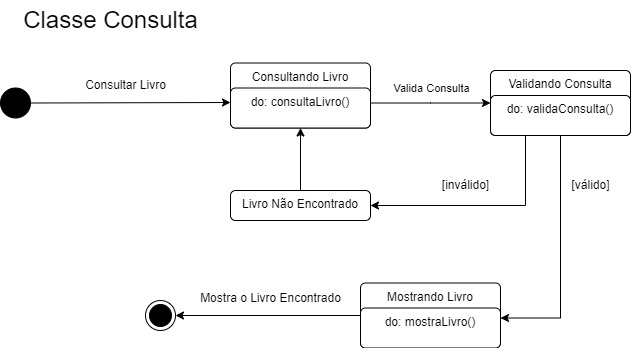 Classe Consulta
Consultar Livro
Consultando Livro
do: consultaLivro()
Valida Consulta
Validando Consulta
do: validaConsulta()
[inválido]
[válido]
Livro Não Encontrado
Mostra o Livro Encontrado
Mostrando Livro
do: mostraLivro()